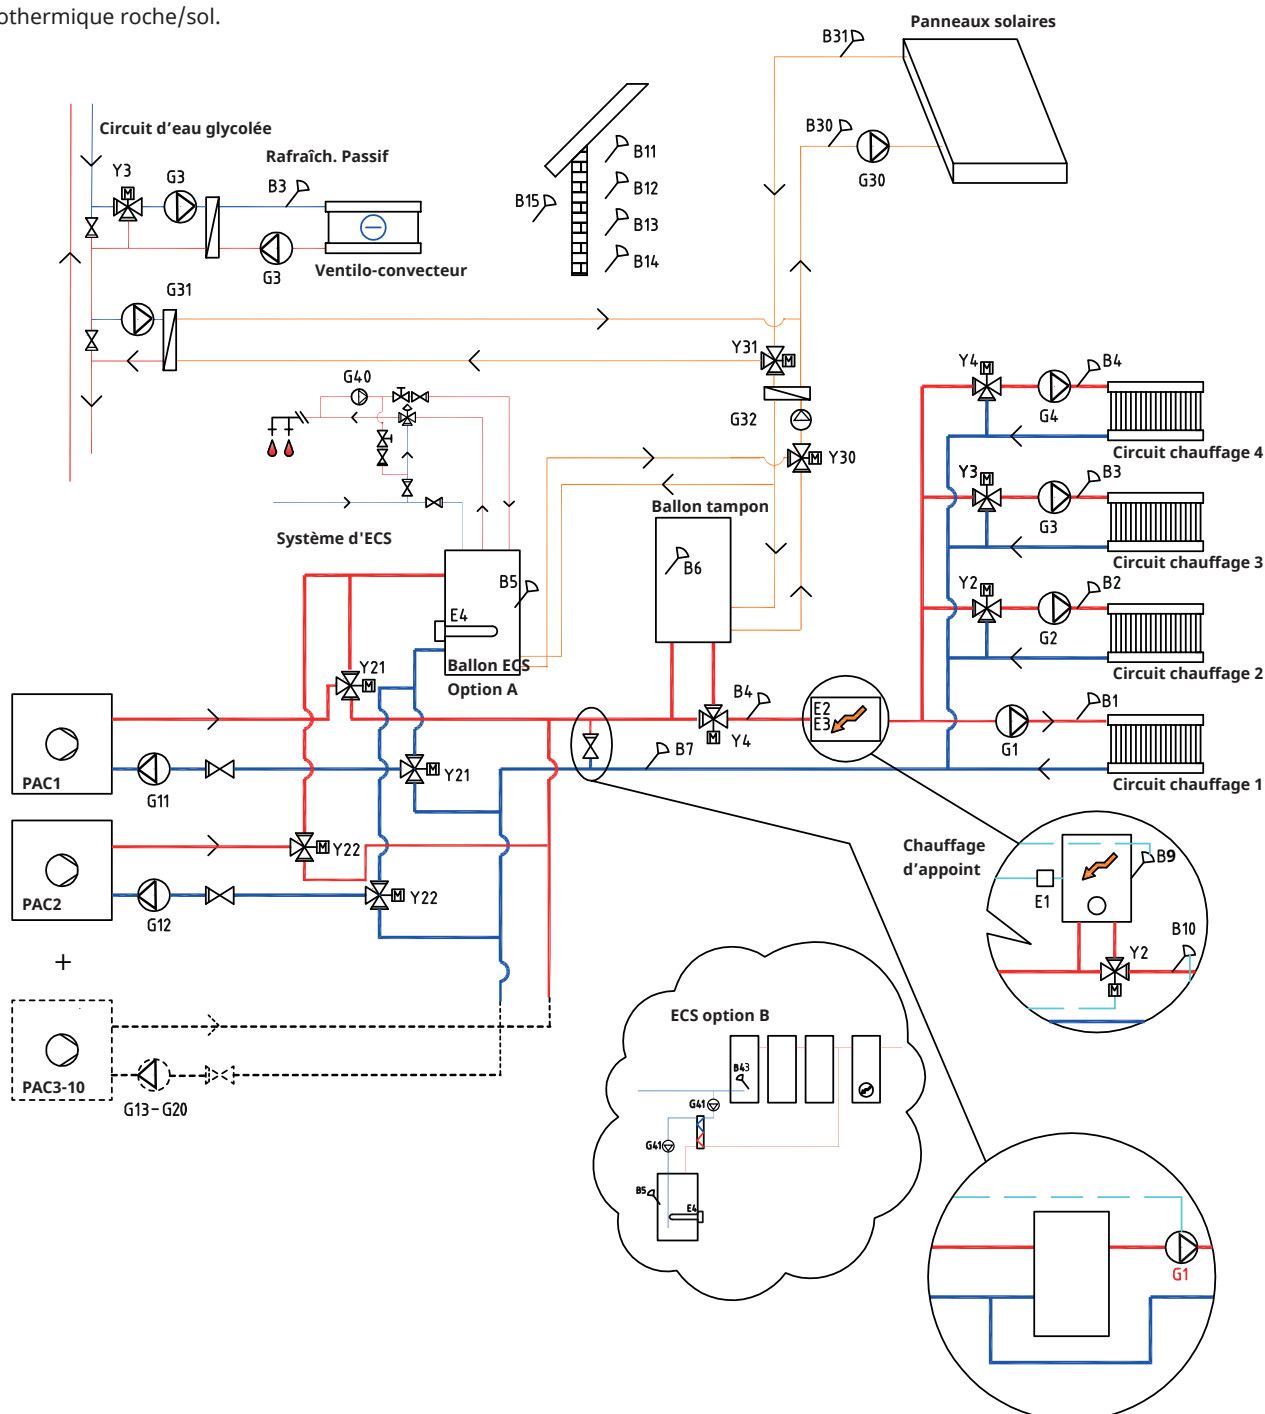 othermique roche/sol.
Panneaux solaires
B31
B30
G30
Circuit d'eau glycolée
Rafraîch. Passif
Y3
G3
B3
G3
Ventilo-convecteur
B11
B12
B15
B13
B14
G31
Y31
G40
G32
Y30
Y4
M
B4
G4
Circuit chauffage 4
Y3
M
B3
G3
Circuit chauffage 3
Y2
M
B2
G2
Circuit chauffage 2
B1
G1
Circuit chauffage 1
Système d'ECS
Ballon tampon
B6
B5
E4
Ballon ECS
Option A
Y21
M
B4
Y4
M
E2
E3
B7
PAC1
G11
M
Y21
PAC2
G12
M
Y22
M
Y22
+
PAC3-10
G13-G20
Chauffage
d'appoint
B9
E1
B10
Y2
M
ECS option B
B43
G41
G41
B5
E4
G1